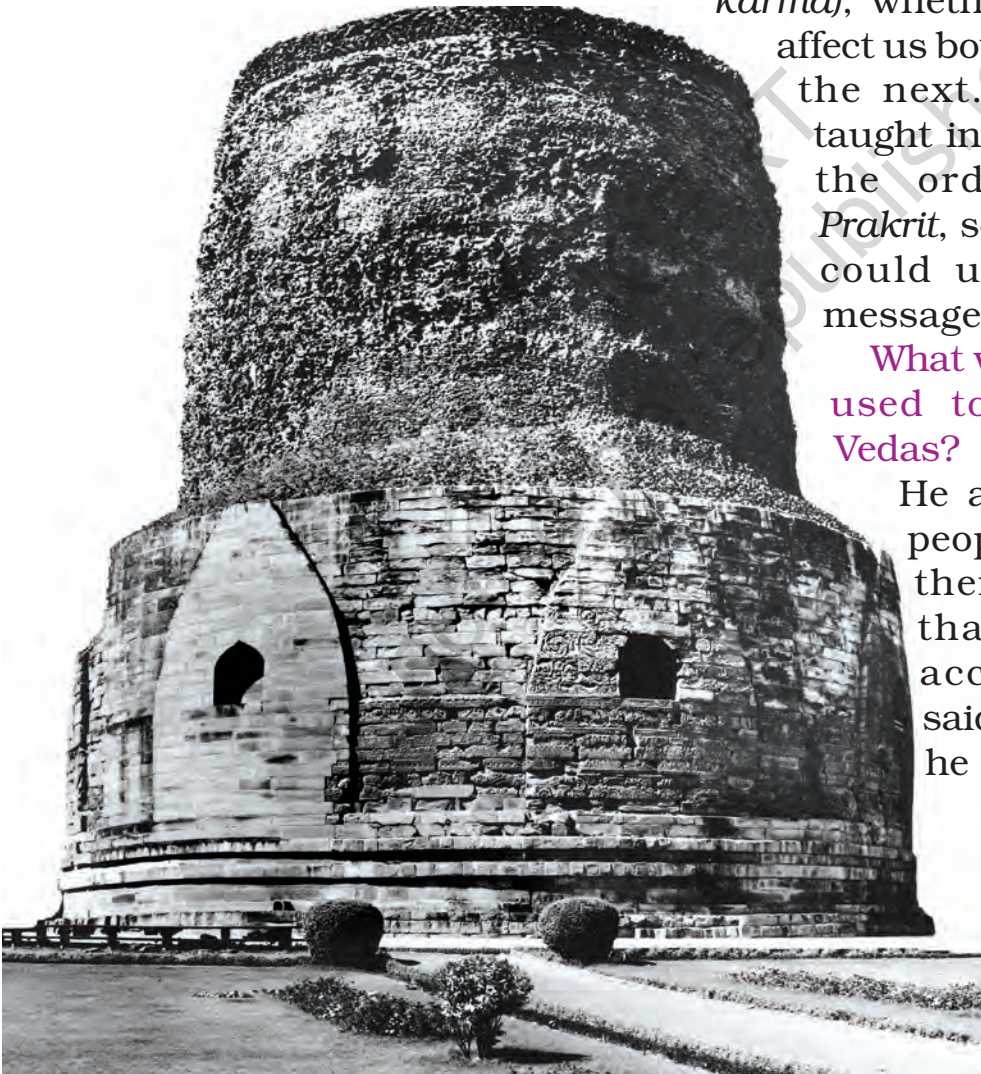 karma), wheth
affect us bo
the next.
taught in
the ord
Prakrit, s
could u
message
What
used to
Vedas?
He a
peop
the
tha
acc
said
he